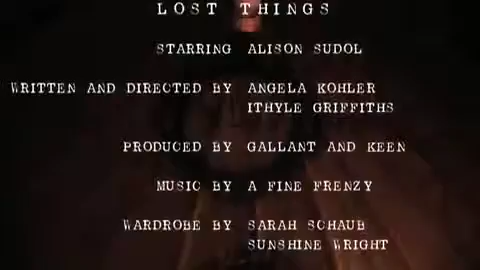 LOST THINGS
STARRING ALISON SUDOL
WRITTEN AND DIRECTED BY ANGELA KOHLER
ITHYLE GRIFFITHS
PRODUCED BY GALLANT AND KEEN
MUSIC BY A FINE FRENZY
WARDROBE BY SARAH SCHAUB
SUNSHINE WRIGHT